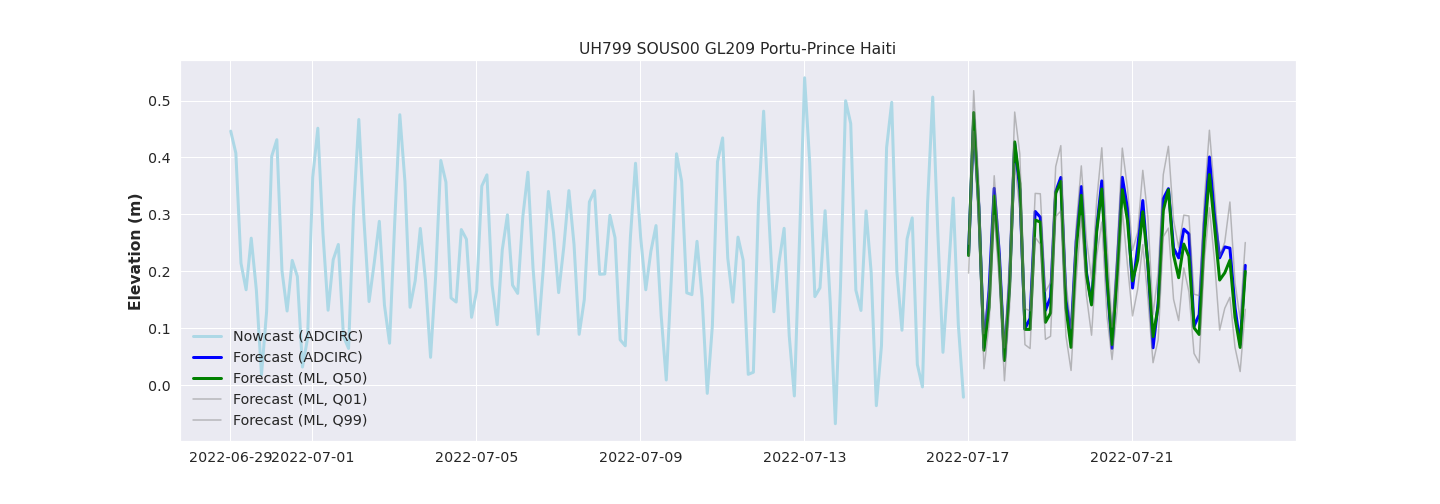 UH799 SOUS00 GL209 Portu-Prince Haiti
Elevation (m)
0.5
0.4
0.3
0.2
0.1
0.0
Nowcast (ADCIRC)
Forecast (ADCIRC)
Forecast (ML, Q50)
Forecast (ML, Q01)
Forecast (ML, Q99)
2022-06-29 2022-07-01 2022-07-05 2022-07-09 2022-07-13 2022-07-17 2022-07-21